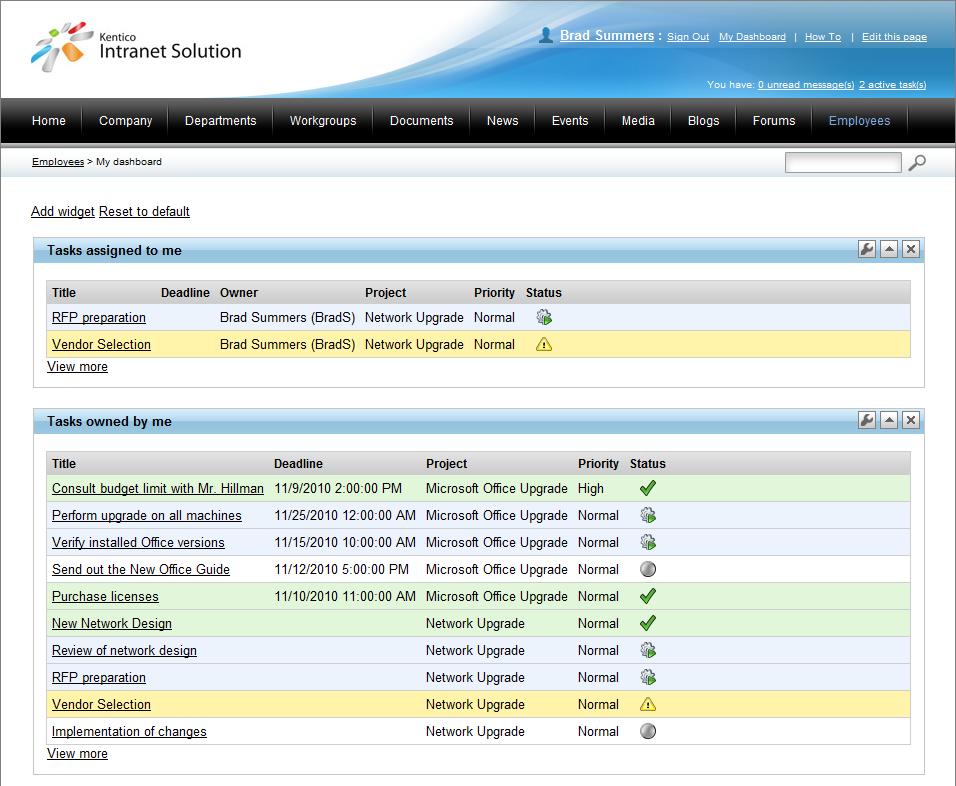 Kentico
Intranet Solution
Brad Summers : Sign Out My Dashboard | How To | Edit this page
You have: 0 unread message(s) 2 active task(s)
Home Company Departments Workgroups Documents News Events Media Blogs Forums Employees
Employees > My dashboard
Add widget Reset to default
Tasks assigned to me
Title Deadline Owner Project Priority Status
RFP preparation Brad Summers (BradS) Network Upgrade Normal
Vendor Selection Brad Summers (BradS) Network Upgrade Normal
View more
Tasks owned by me
Title Deadline Project Priority Status
Consult budget limit with Mr. Hillman 11/9/2010 2:00:00 PM Microsoft Office Upgrade High
Perform upgrade on all machines 11/25/2010 12:00:00 AM Microsoft Office Upgrade Normal
Verify installed Office versions 11/15/2010 10:00:00 AM Microsoft Office Upgrade Normal
Send out the New Office Guide 11/12/2010 5:00:00 PM Microsoft Office Upgrade Normal
Purchase licenses 11/10/2010 11:00:00 AM Microsoft Office Upgrade Normal
New Network Design Network Upgrade Normal
Review of network design Network Upgrade Normal
RFP preparation Network Upgrade Normal
Vendor Selection Network Upgrade Normal
Implementation of changes Network Upgrade Normal
View more